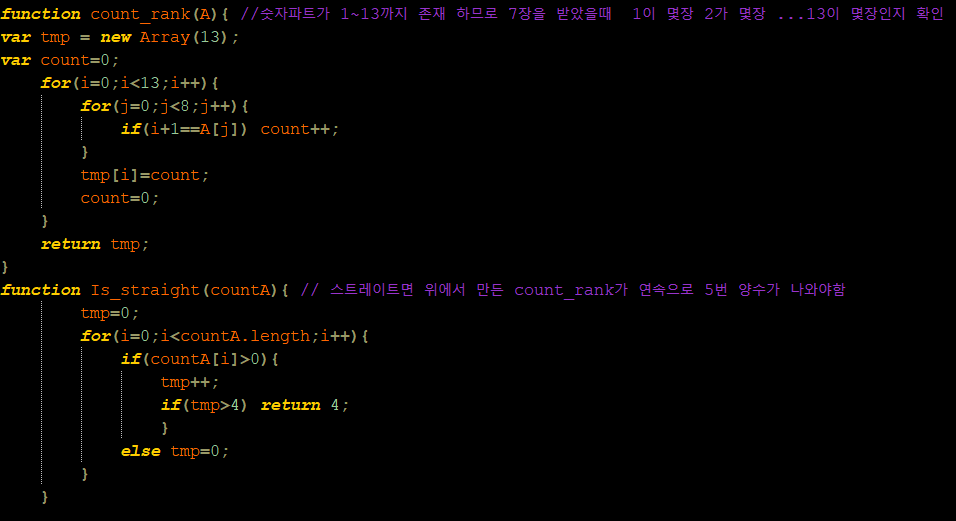 function count_rank(A){ //숫자파트가 1~13까지 존재 하므로 7장을 받았을때  1이 몇장 2가 몇장 ...13이 몇장인지 확인
var tmp = new Array(13);
var count=0;
    for(i=0;i<13;i++){
        for(j=0;j<8;j++){
            if(i+1==A[j]) count++;
        }
        tmp[i]=count;
        count=0;
    }
    return tmp;
}
function Is_straight(countA){ // 스트레이트면 위에서 만든 count_rank가 연속으로 5번 양수가 나와야함
        tmp=0;
        for(i=0;i<countA.length;i++){
            if(countA[i]>0){
                tmp++;
                if(tmp>4) return 4;
                }
            else tmp=0;
        }
    }